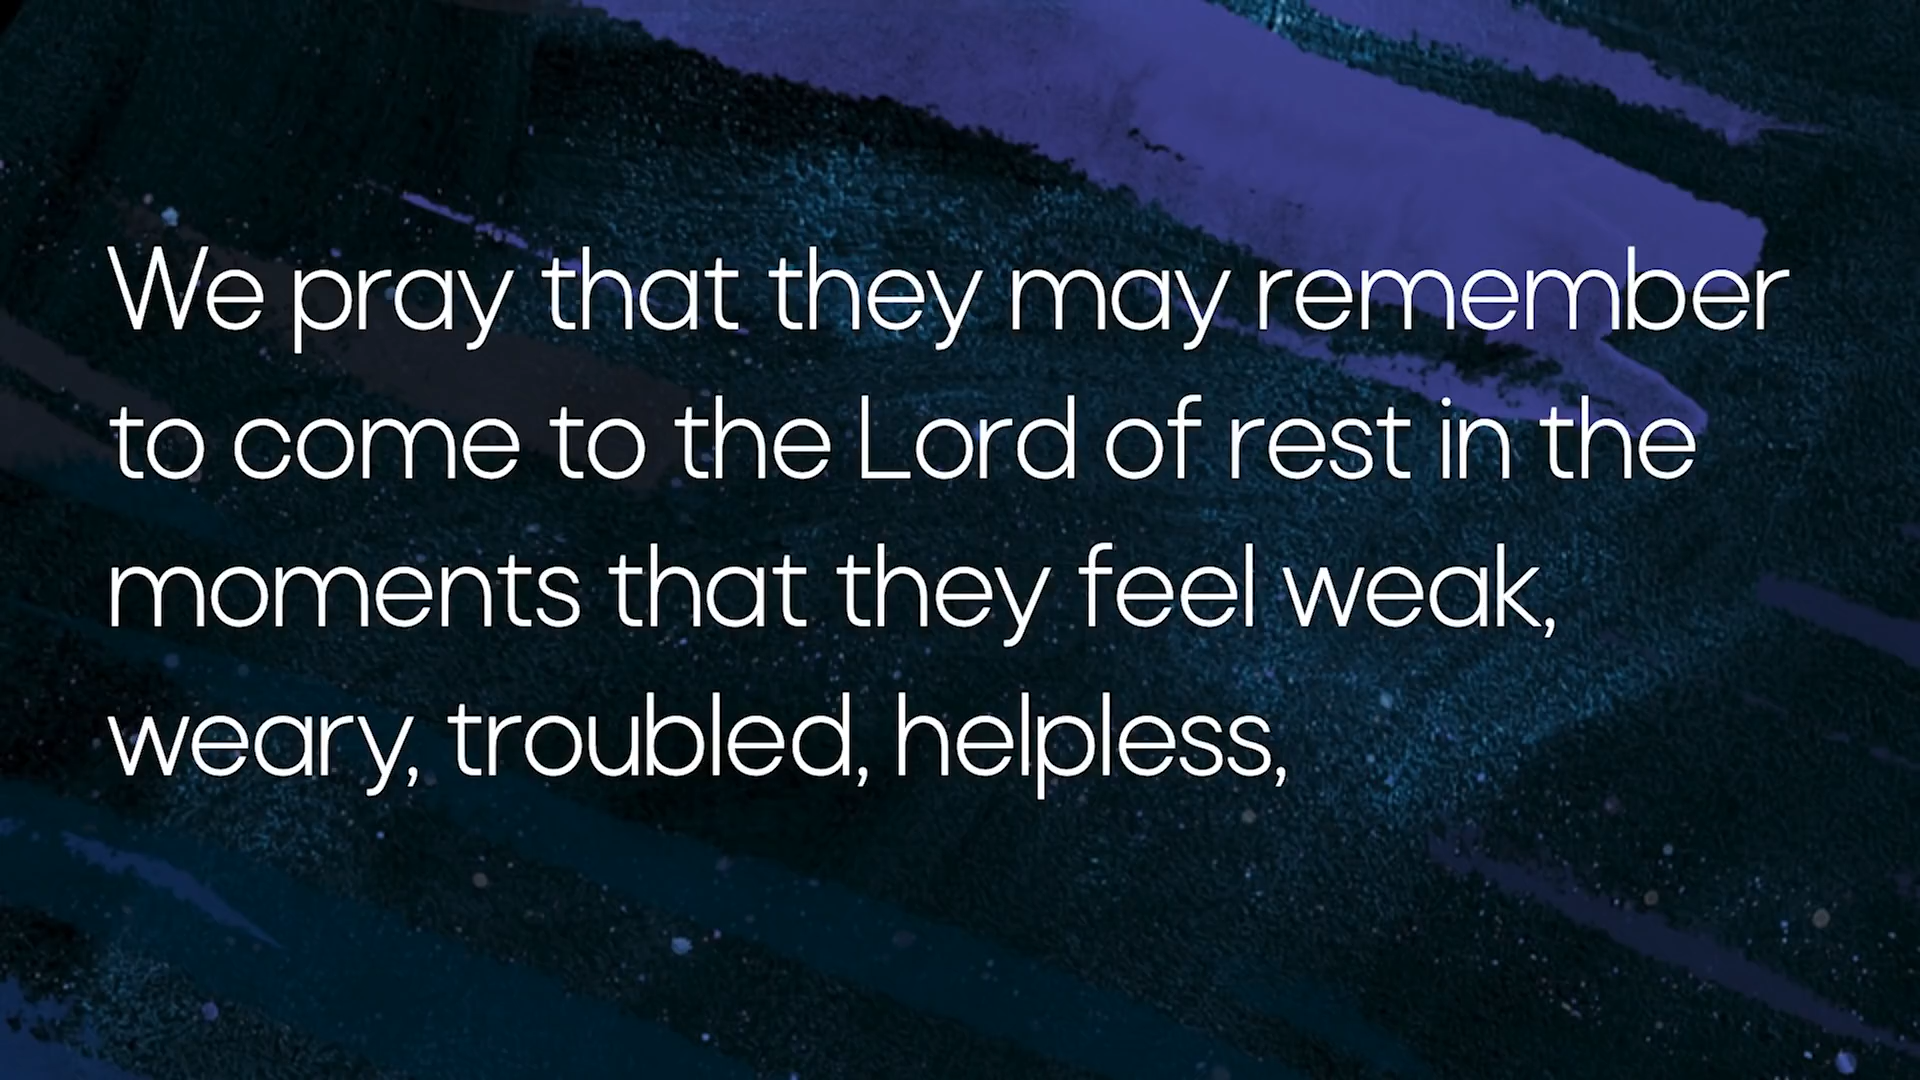 We pray that they may remember
to come to the Lord of rest in the
moments that they feel weak,
weary, troubled, helpless,